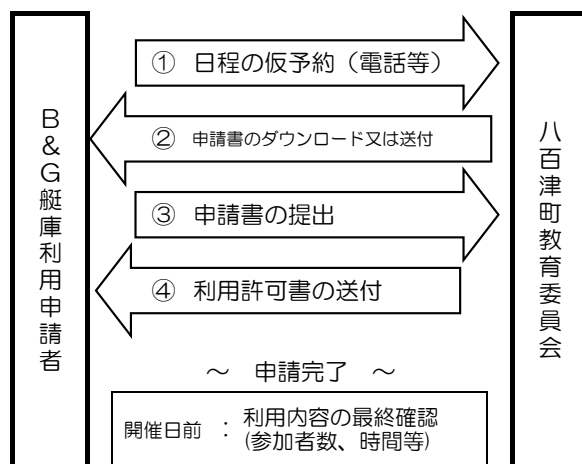 B&G艇庫利用申請者
① 日程の仮予約（電話等）
② 申請書のダウンロード又は送付
③ 申請書の提出
④ 利用許可書の送付
八百津町教育委員会
～ 申請完了 ～
開催日前 ： 利用内容の最終確認
(参加者数、時間等)